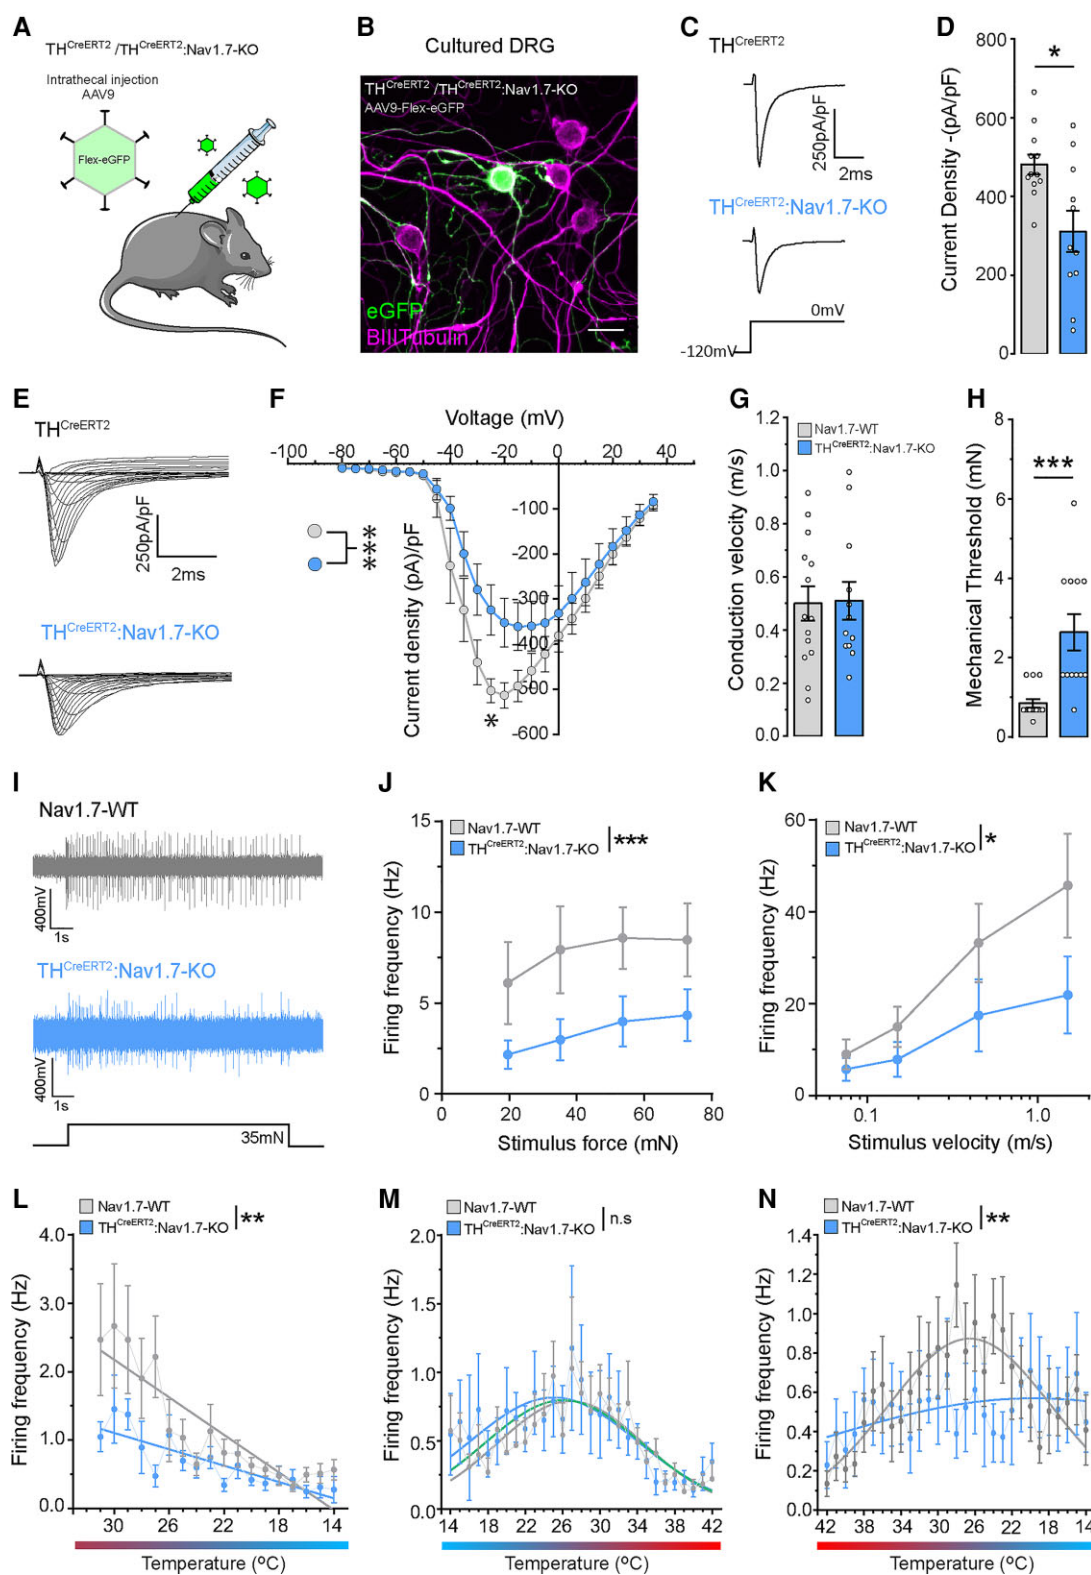 A
TH^CreERT2 /TH^CreERT2:Nav1.7-KO
Intrathecal injection
AAV9
Flex-eGFP
B
Cultured DRG
TH^CreERT2 /TH^CreERT2:Nav1.7-KO
AAV9-Flex-eGFP
eGFP
BIIITubulin
C
TH^CreERT2
250pA/pF
2ms
TH^CreERT2:Nav1.7-KO
0mV
-120mV
D
Current Density -(pA/pF)
800
600
400
200
0
*
E
TH^CreERT2
250pA/pF
2ms
TH^CreERT2:Nav1.7-KO
F
Voltage (mV)
-100 -80 -60 -40 -20 0 20 40
-100
-200
-300
-400
-500
-600
Current density (pA)/pF
***
*
G
Nav1.7-WT
TH^CreERT2:Nav1.7-KO
Conduction velocity (m/s)
1.2
1.0
0.8
0.6
0.4
0.2
0.0
H
Mechanical Threshold (mN)
8
6
4
2
0
***
I
Nav1.7-WT
400mV
1s
TH^CreERT2:Nav1.7-KO
400mV
1s
35mN
J
Nav1.7-WT
TH^CreERT2:Nav1.7-KO
***
Firing frequency (Hz)
15
10
5
0
0 20 40 60 80
Stimulus force (mN)
K
Nav1.7-WT
TH^CreERT2:Nav1.7-KO
*
Firing frequency (Hz)
60
40
20
0
0.1 1.0
Stimulus velocity (m/s)
L
Nav1.7-WT
TH^CreERT2:Nav1.7-KO
**
Firing frequency (Hz)
4.0
3.0
2.0
1.0
0.0
30 26 22 18 14
Temperature (ºC)
M
Nav1.7-WT
TH^CreERT2:Nav1.7-KO
n.s
Firing frequency (Hz)
2.0
1.5
1.0
0.5
0.0
14 18 22 26 30 34 38 42
Temperature (ºC)
N
Nav1.7-WT
TH^CreERT2:Nav1.7-KO
**
Firing frequency (Hz)
1.4
1.2
1.0
0.8
0.6
0.4
0.2
0.0
42 38 34 30 26 22 18 14
Temperature (ºC)